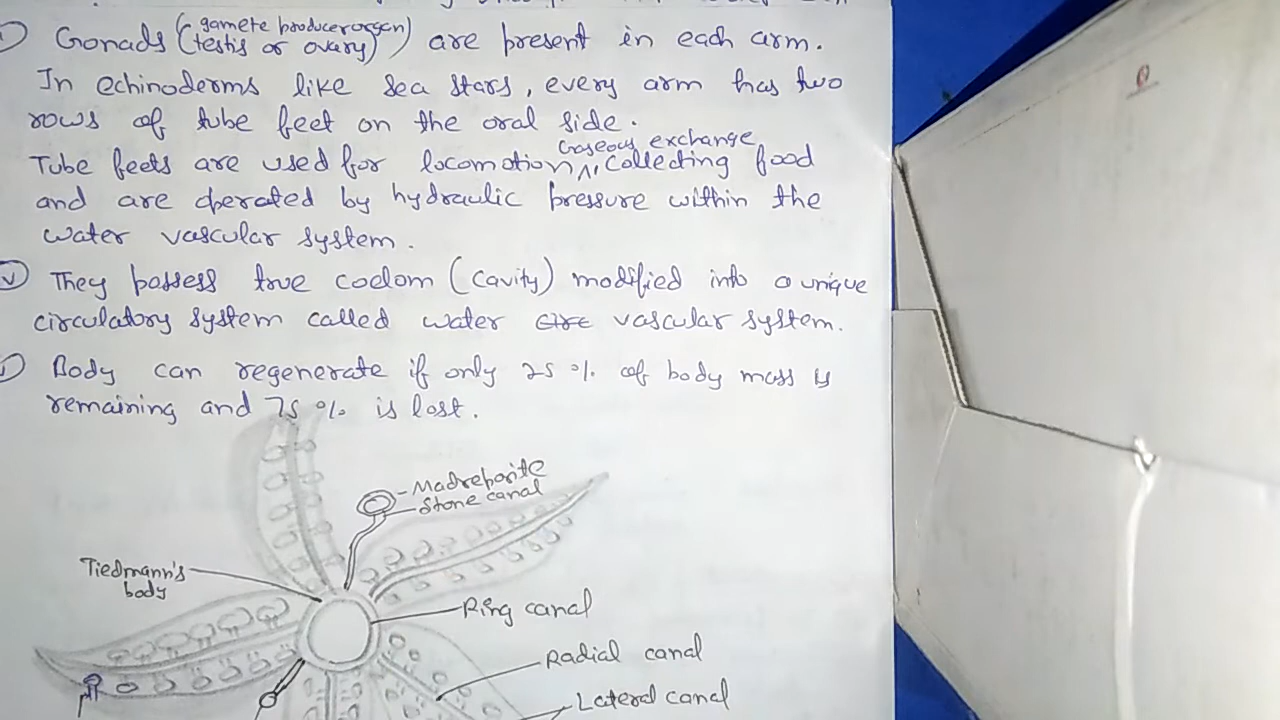 Gonads (gamete producer organ) (testis or ovary) are present in each arm.
In echinoderms like Sea Stars, every arm has two
rows of tube feet on the oral side.
Gaseous exchange
Tube feets are used for locomotion, collecting food
and are operated by hydraulic pressure within the
water vascular system.
(v) They possess true coelom (cavity) modified into a unique
circulatory system called water circ vascular system.
Body can regenerate if only 25 % of body mass is
remaining and 75 % is lost.
Madreporite
Stone canal
Tiedmann's
body
Ring canal
Radial canal
Lateral canal